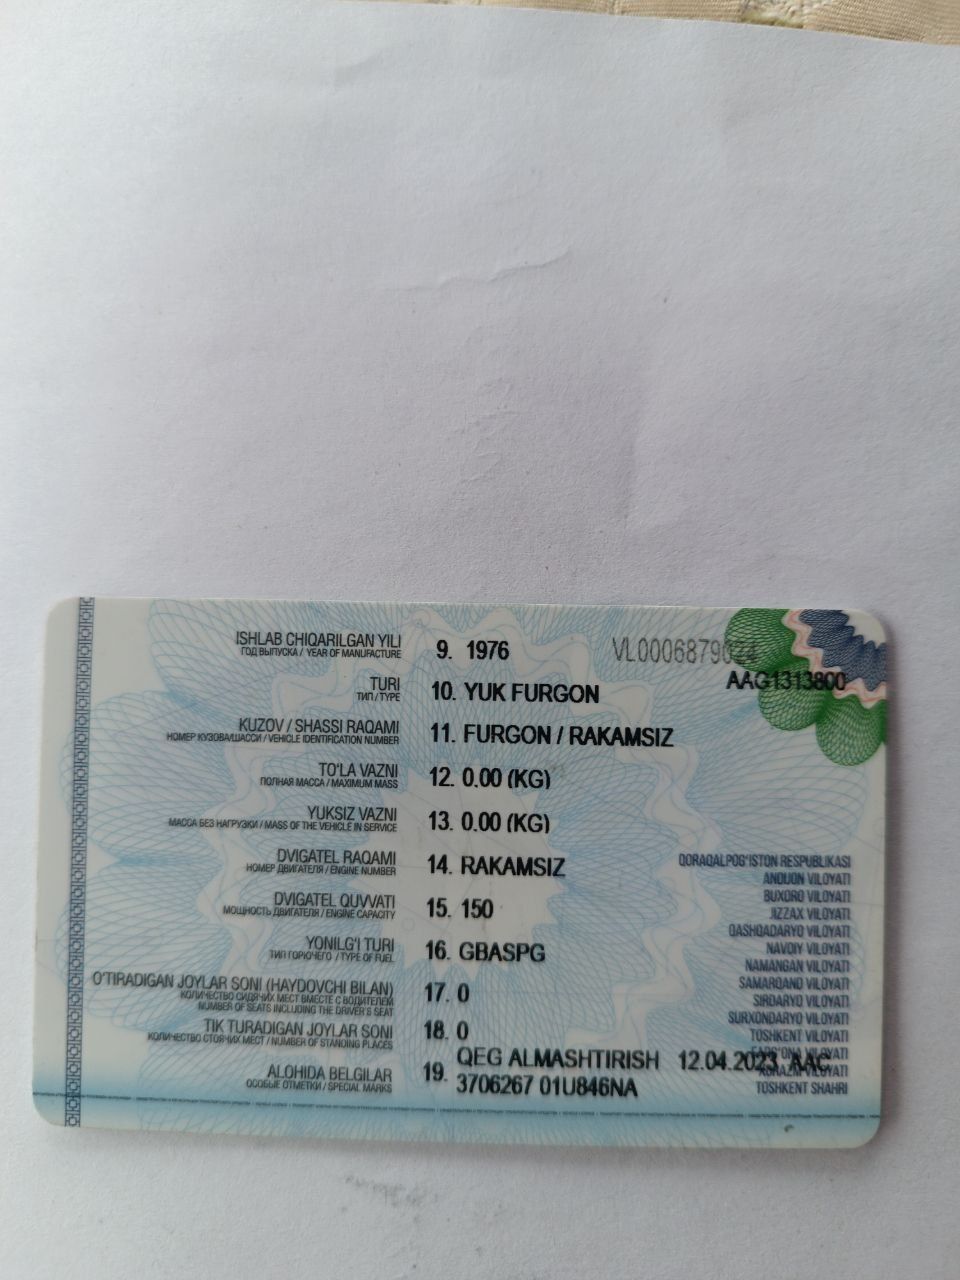 ISHLAB CHIQARILGAN YILI 9. 1976 VL0006879024
ГОД ВЫПУСКА / YEAR OF MANUFACTURE
AAG1313800
TURI 10. YUK FURGON
ТИП / TYPE
KUZOV / SHASSI RAQAMI 11. FURGON / RAKAMSIZ
НОМЕР КУЗОВА/ШАССИ / VEHICLE IDENTIFICATION NUMBER
TO'LA VAZNI 12. 0.00 (KG)
ПОЛНАЯ МАССА / MAXIMUM MASS
YUKSIZ VAZNI 13. 0.00 (KG)
МАССА БЕЗ НАГРУЗКИ / MASS OF THE VEHICLE IN SERVICE
DVIGATEL RAQAMI 14. RAKAMSIZ
НОМЕР ДВИГАТЕЛЯ / ENGINE NUMBER
DVIGATEL QUVVATI 15. 150
МОЩНОСТЬ ДВИГАТЕЛЯ / ENGINE CAPACITY
YONILG'I TURI 16. GBASPG
ТИП ГОРЮЧЕГО / TYPE OF FUEL
O'TIRADIGAN JOYLAR SONI (HAYDOVCHI BILAN) 17. 0
КОЛИЧЕСТВО СИДЯЧИХ МЕСТ ВМЕСТЕ С ВОДИТЕЛЕМ
NUMBER OF SEATS INCLUDING THE DRIVER'S SEAT
TIK TURADIGAN JOYLAR SONI 18. 0
КОЛИЧЕСТВО СТОЯЧИХ МЕСТ / NUMBER OF STANDING PLACES
ALOHIDA BELGILAR 19. QEG ALMASHTIRISH 12.04.2023. AAC
ОСОБЫЕ ОТМЕТКИ / SPECIAL MARKS
3706267 01U846NA
QORAQALPOG'ISTON RESPUBLIKASI
ANDIJON VILOYATI
BUXORO VILOYATI
JIZZAX VILOYATI
QASHQADARYO VILOYATI
NAVOIY VILOYATI
NAMANGAN VILOYATI
SAMARQAND VILOYATI
SIRDARYO VILOYATI
SURXONDARYO VILOYATI
TOSHKENT VILOYATI
VILOYATI
VILOYATI
TOSHKENT SHAHRI